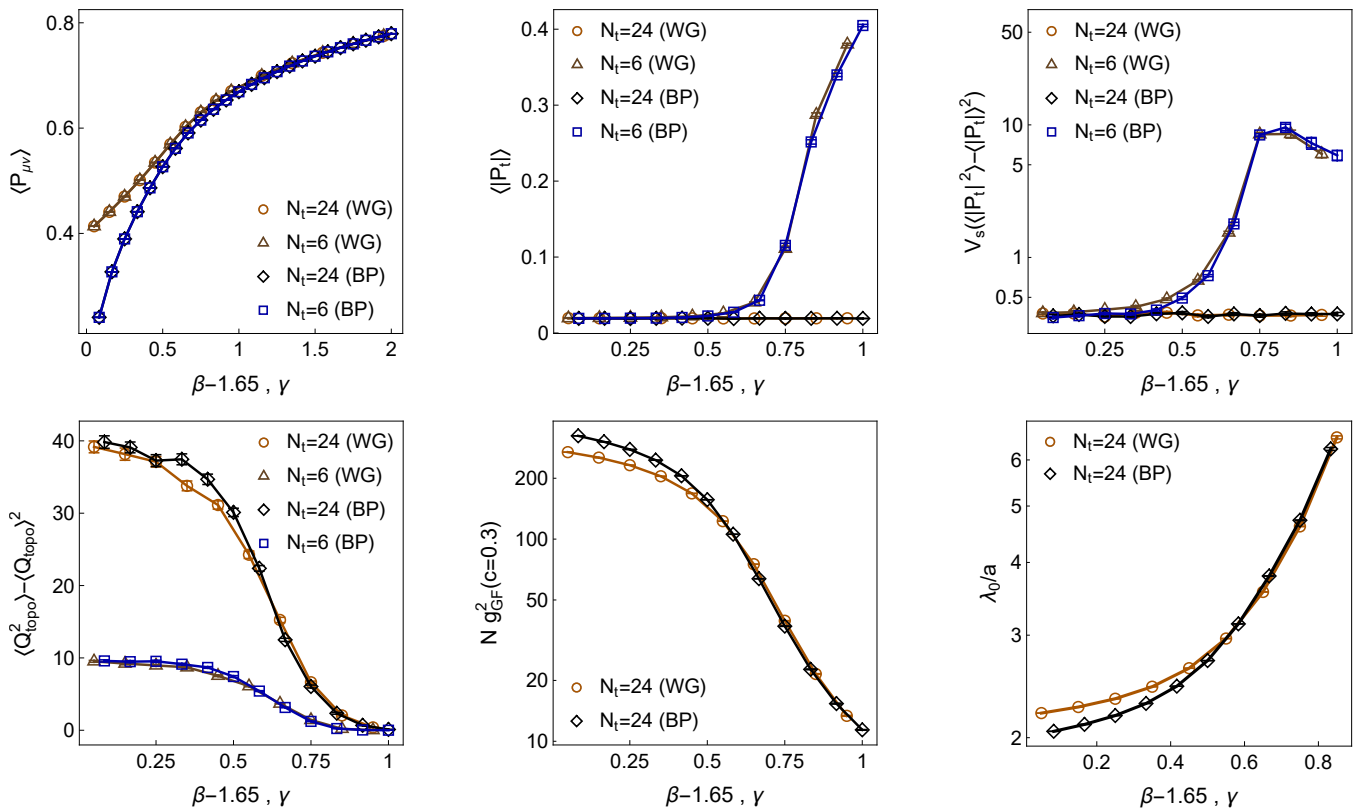 ⟨P_μν⟩
0.8
0.6
0.4
N_t=24 (WG)
N_t=6 (WG)
N_t=24 (BP)
N_t=6 (BP)
0 0.5 1 1.5 2
β−1.65 , γ
⟨|P_t|⟩
0.4
0.3
0.2
0.1
0
N_t=24 (WG)
N_t=6 (WG)
N_t=24 (BP)
N_t=6 (BP)
0.25 0.5 0.75 1
β−1.65 , γ
V_s(⟨|P_t|^2⟩−⟨|P_t|⟩^2)
50
10
5
1
0.5
N_t=24 (WG)
N_t=6 (WG)
N_t=24 (BP)
N_t=6 (BP)
0.25 0.5 0.75 1
β−1.65 , γ
⟨Q^2_topo⟩−⟨Q_topo⟩^2
40
30
20
10
0
N_t=24 (WG)
N_t=6 (WG)
N_t=24 (BP)
N_t=6 (BP)
0.25 0.5 0.75 1
β−1.65 , γ
N g^2_GF(c=0.3)
200
100
50
20
10
N_t=24 (WG)
N_t=24 (BP)
0.25 0.5 0.75 1
β−1.65 , γ
λ_0/a
6
5
4
3
2
N_t=24 (WG)
N_t=24 (BP)
0.2 0.4 0.6 0.8
β−1.65 , γ